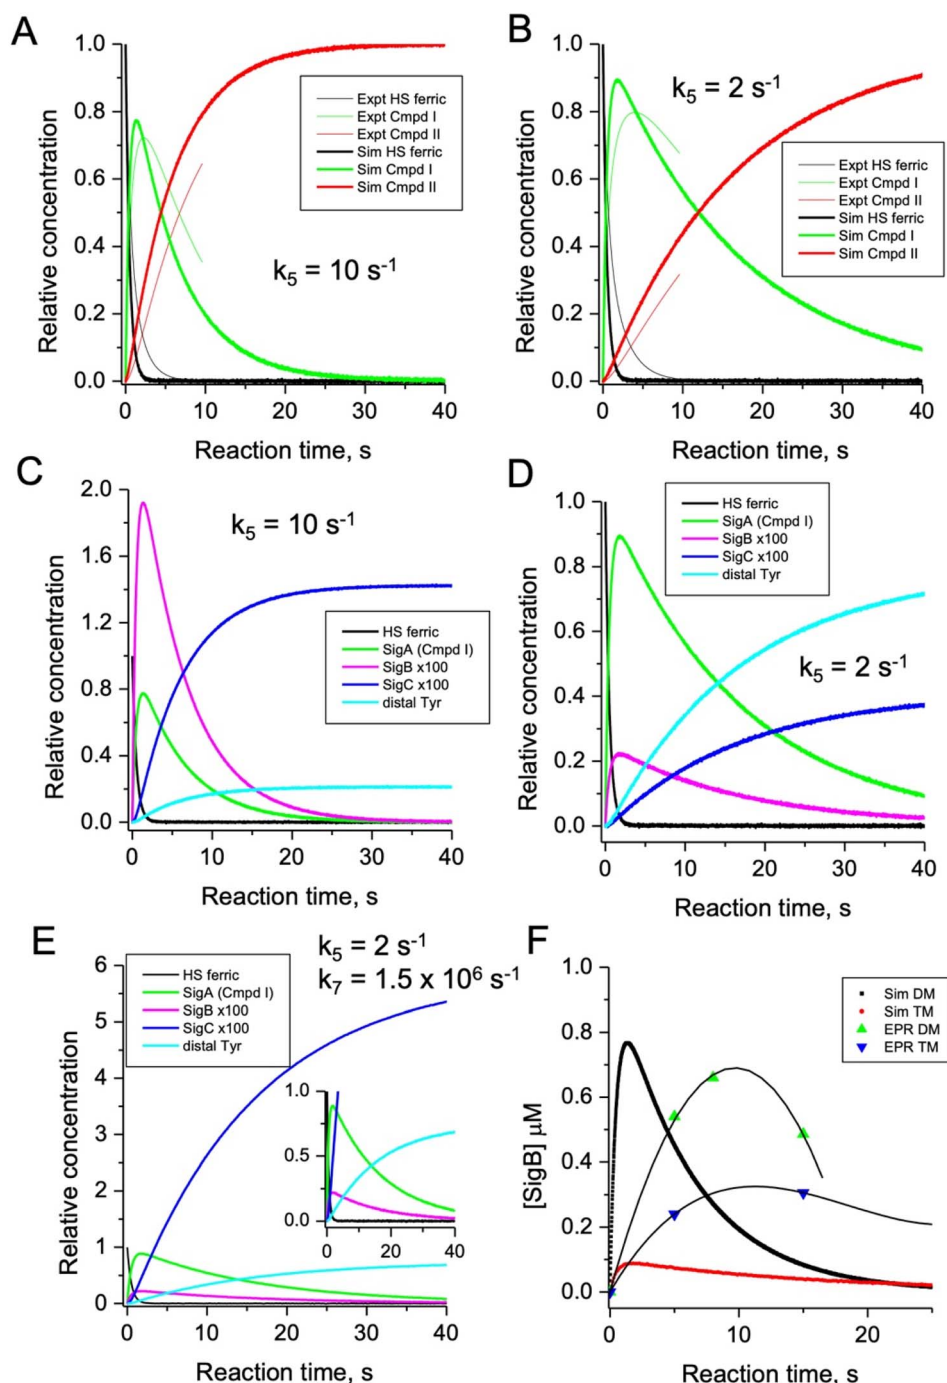 A
1.0
0.8
0.6
0.4
0.2
0.0
Relative concentration
Expt HS ferric
Expt Cmpd I
Expt Cmpd II
Sim HS ferric
Sim Cmpd I
Sim Cmpd II
k₅ = 10 s⁻¹
0 10 20 30 40
Reaction time, s
B
1.0
0.8
0.6
0.4
0.2
0.0
Relative concentration
k₅ = 2 s⁻¹
Expt HS ferric
Expt Cmpd I
Expt Cmpd II
Sim HS ferric
Sim Cmpd I
Sim Cmpd II
0 10 20 30 40
Reaction time, s
C
2.0
1.6
1.2
0.8
0.4
0.0
Relative concentration
k₅ = 10 s⁻¹
HS ferric
SigA (Cmpd I)
SigB x100
SigC x100
distal Tyr
0 10 20 30 40
Reaction time, s
D
1.0
0.8
0.6
0.4
0.2
0.0
Relative concentration
HS ferric
SigA (Cmpd I)
SigB x100
SigC x100
distal Tyr
k₅ = 2 s⁻¹
0 10 20 30 40
Reaction time, s
E
k₅ = 2 s⁻¹
k₇ = 1.5 x 10⁶ s⁻¹
6
5
4
3
2
1
0
Relative concentration
HS ferric
SigA (Cmpd I)
SigB x100
SigC x100
distal Tyr
1.0
0.5
0.0
0 10 20 30 40
0 10 20 30 40
Reaction time, s
F
1.0
0.8
0.6
0.4
0.2
0.0
[SigB] µM
Sim DM
Sim TM
EPR DM
EPR TM
0 10 20
Reaction time, s